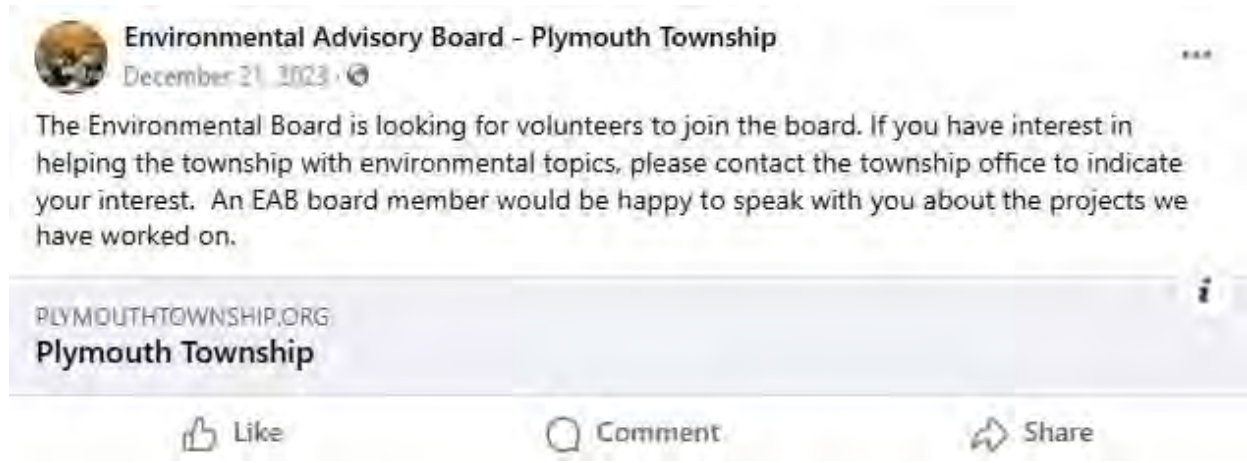 Environmental Advisory Board - Plymouth Township
December 21, 2023 ·
The Environmental Board is looking for volunteers to join the board. If you have interest in
helping the township with environmental topics, please contact the township office to indicate
your interest.  An EAB board member would be happy to speak with you about the projects we
have worked on.
i
PLYMOUTHTOWNSHIP.ORG
Plymouth Township
Like
Comment
Share